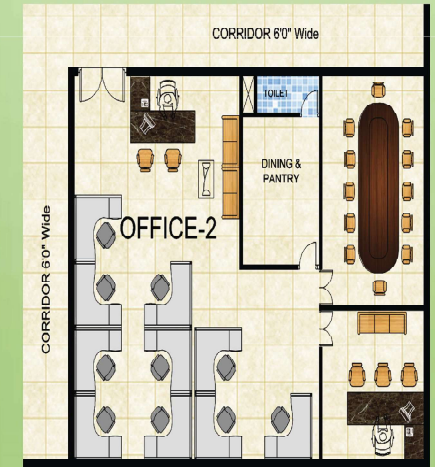 CORRIDOR 6'0" Wide
TOILET
DINING &
PANTRY
OFFICE-2
CORRIDOR 6'0" Wide